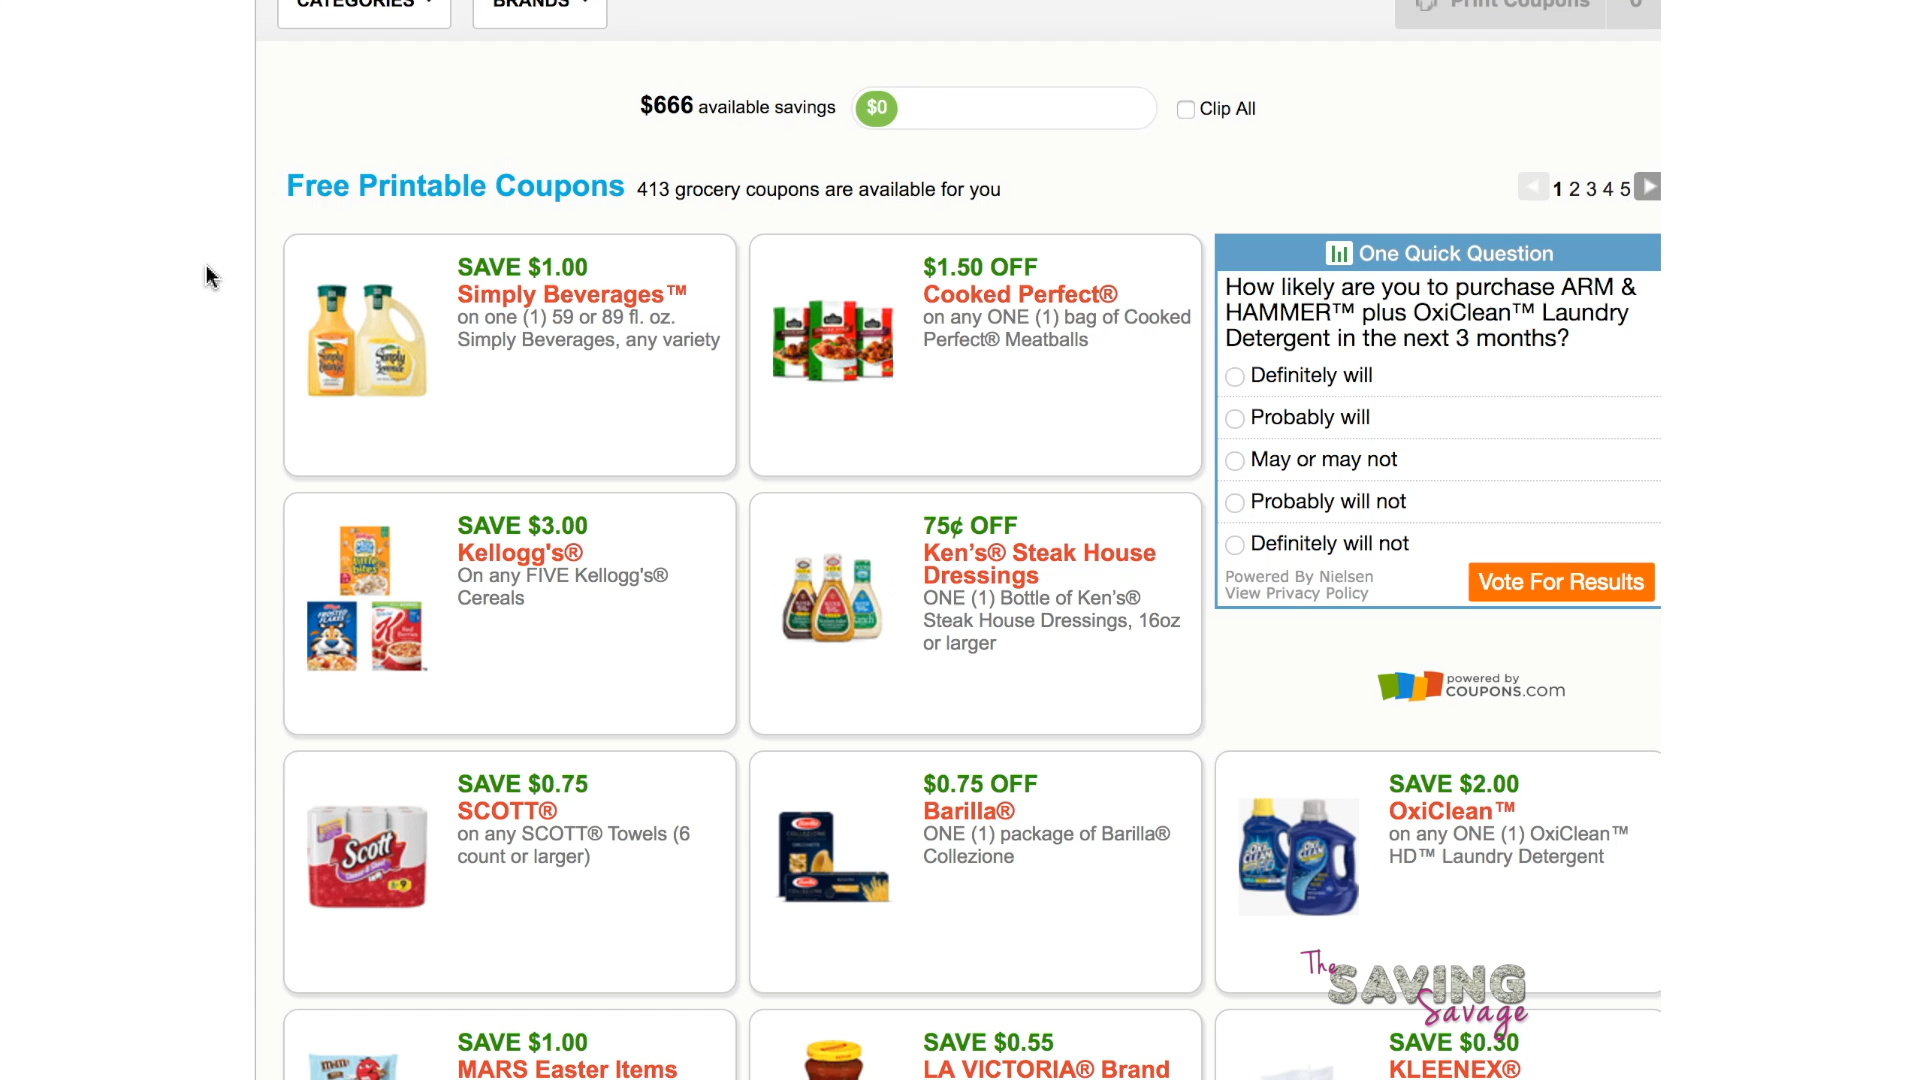 CATEGORIES
BRANDS
Print Coupons 0
$666 available savings $0 Clip All
Free Printable Coupons 413 grocery coupons are available for you
1 2 3 4 5
SAVE $1.00
Simply Beverages™
on one (1) 59 or 89 fl. oz.
Simply Beverages, any variety
$1.50 OFF
Cooked Perfect®
on any ONE (1) bag of Cooked
Perfect® Meatballs
One Quick Question
How likely are you to purchase ARM &
HAMMER™ plus OxiClean™ Laundry
Detergent in the next 3 months?
Definitely will
Probably will
May or may not
Probably will not
Definitely will not
Powered By Nielsen
View Privacy Policy
Vote For Results
SAVE $3.00
Kellogg's®
On any FIVE Kellogg's®
Cereals
75¢ OFF
Ken's® Steak House
Dressings
ONE (1) Bottle of Ken's®
Steak House Dressings, 16oz
or larger
powered by
COUPONS.com
SAVE $0.75
SCOTT®
on any SCOTT® Towels (6
count or larger)
Scott
$0.75 OFF
Barilla®
ONE (1) package of Barilla®
Collezione
SAVE $2.00
OxiClean™
on any ONE (1) OxiClean™
HD™ Laundry Detergent
The
SAVING
Savage
SAVE $1.00
MARS Easter Items
SAVE $0.55
LA VICTORIA® Brand
SAVE $0.30
KLEENEX®